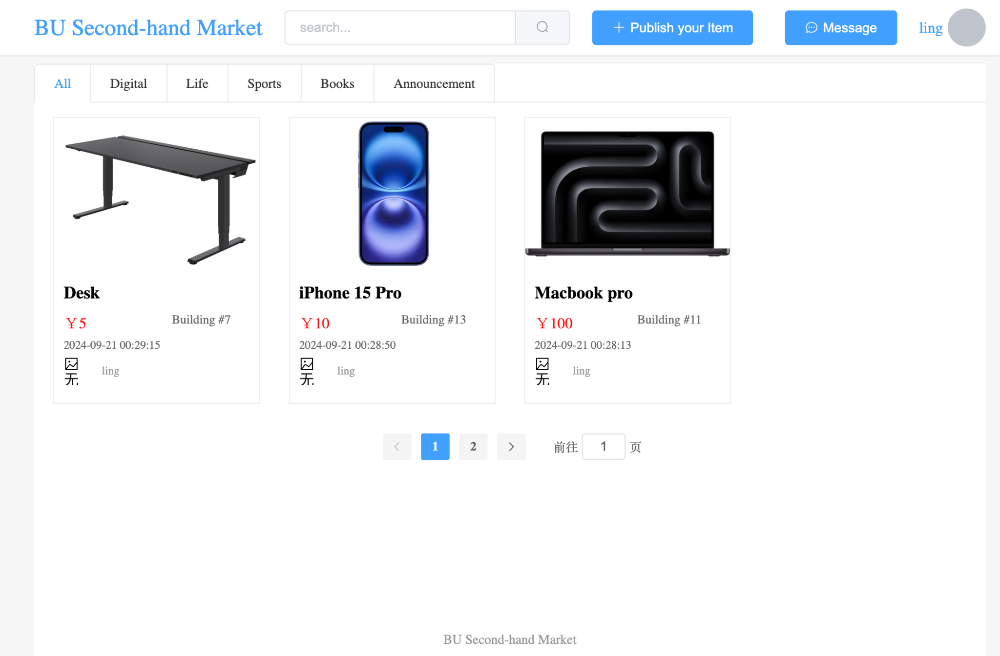 BU Second-hand Market
search...
Publish your Item
Message
ling
All
Digital
Life
Sports
Books
Announcement
Desk
¥5
Building #7
2024-09-21 00:29:15
无
ling
iPhone 15 Pro
¥10
Building #13
2024-09-21 00:28:50
无
ling
Macbook pro
¥100
Building #11
2024-09-21 00:28:13
无
ling
1
2
前往 1 页
BU Second-hand Market